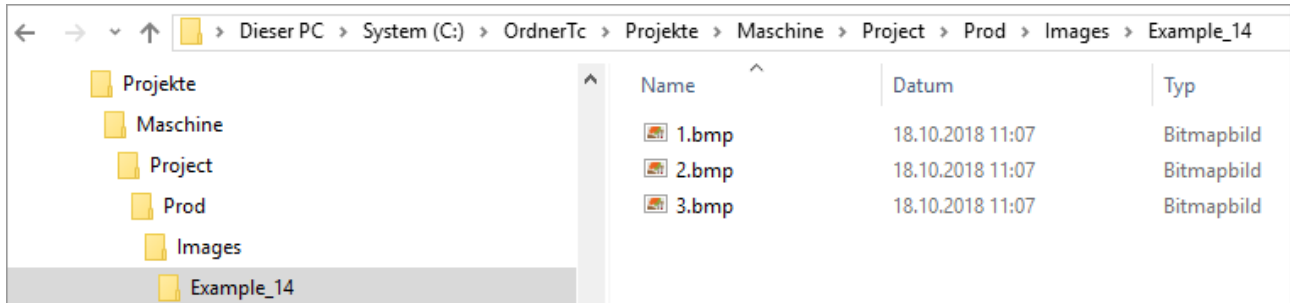 Dieser PC > System (C:) > OrdnerTc > Projekte > Maschine > Project > Prod > Images > Example_14
Projekte
Maschine
Project
Prod
Images
Example_14
Name Datum Typ
1.bmp 18.10.2018 11:07 Bitmapbild
2.bmp 18.10.2018 11:07 Bitmapbild
3.bmp 18.10.2018 11:07 Bitmapbild